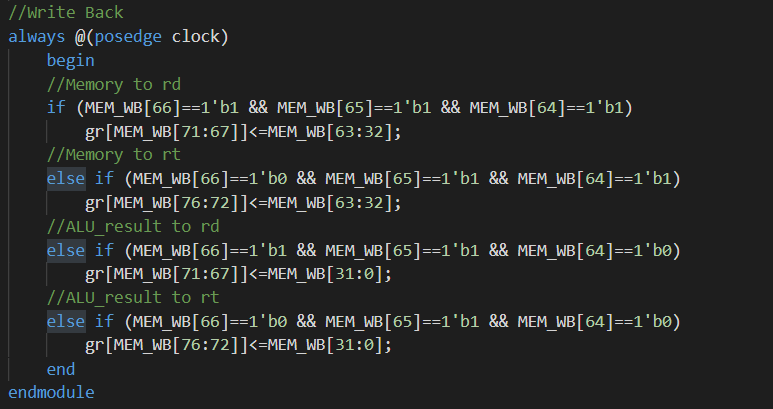 //Write Back
always @(posedge clock)
begin
//Memory to rd
if (MEM_WB[66]==1'b1 && MEM_WB[65]==1'b1 && MEM_WB[64]==1'b1)
gr[MEM_WB[71:67]]<=MEM_WB[63:32];
//Memory to rt
else if (MEM_WB[66]==1'b0 && MEM_WB[65]==1'b1 && MEM_WB[64]==1'b1)
gr[MEM_WB[76:72]]<=MEM_WB[63:32];
//ALU_result to rd
else if (MEM_WB[66]==1'b1 && MEM_WB[65]==1'b1 && MEM_WB[64]==1'b0)
gr[MEM_WB[71:67]]<=MEM_WB[31:0];
//ALU_result to rt
else if (MEM_WB[66]==1'b0 && MEM_WB[65]==1'b1 && MEM_WB[64]==1'b0)
gr[MEM_WB[76:72]]<=MEM_WB[31:0];
end
endmodule